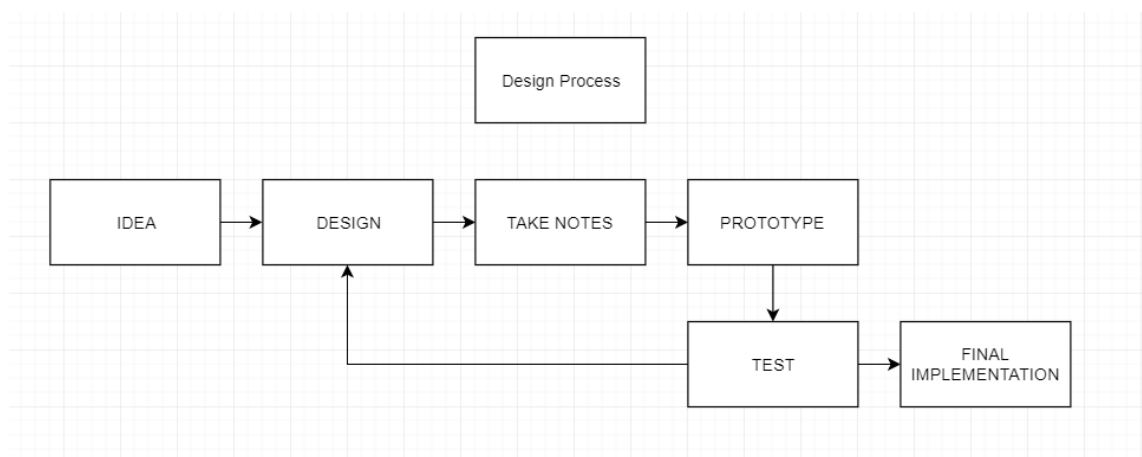 Design Process
IDEA
DESIGN
TAKE NOTES
PROTOTYPE
TEST
FINAL
IMPLEMENTATION